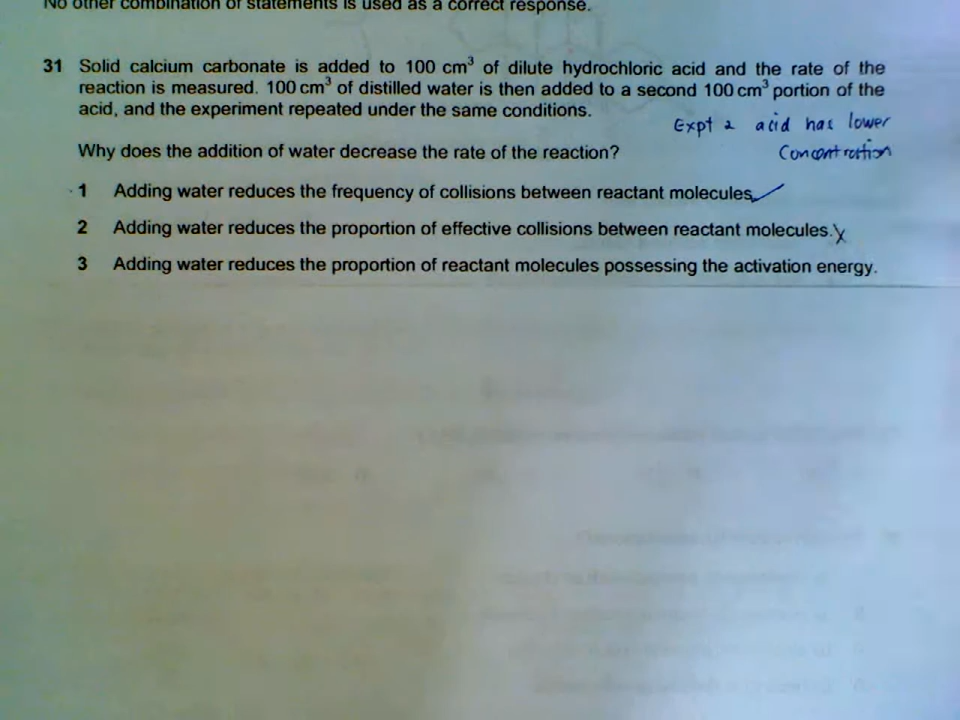 No other combination of statements is used as a correct response.
31 Solid calcium carbonate is added to 100 cm³ of dilute hydrochloric acid and the rate of the
reaction is measured. 100 cm³ of distilled water is then added to a second 100 cm³ portion of the
acid, and the experiment repeated under the same conditions.
Expt 2 acid has lower
Concentration
Why does the addition of water decrease the rate of the reaction?
1 Adding water reduces the frequency of collisions between reactant molecules. ✓
2 Adding water reduces the proportion of effective collisions between reactant molecules. X
3 Adding water reduces the proportion of reactant molecules possessing the activation energy.